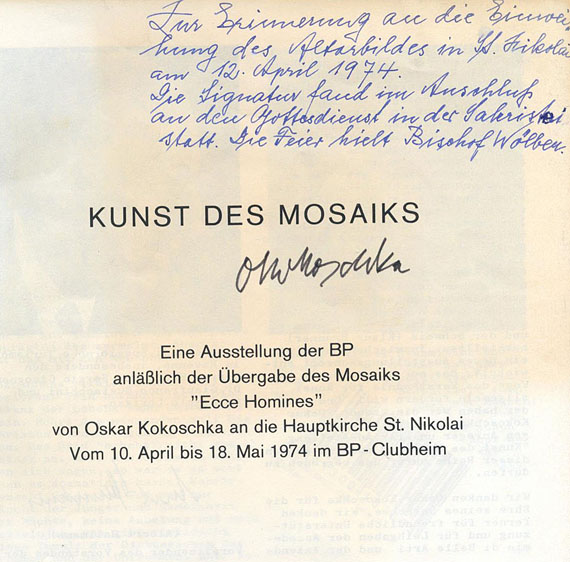 Zur Erinnerung an die Einwei-
hung des Altarbildes in St. Nikolai
am 12. April 1974.
Die Signatur fand im Anschluß
an den Gottesdienst in der Sakristei
statt. Die Feier hielt Bischof Wölber.
KUNST DES MOSAIKS
OKokoschka
Eine Ausstellung der BP
anläßlich der Übergabe des Mosaiks
"Ecce Homines"
von Oskar Kokoschka an die Hauptkirche St. Nikolai
Vom 10. April bis 18. Mai 1974 im BP-Clubheim